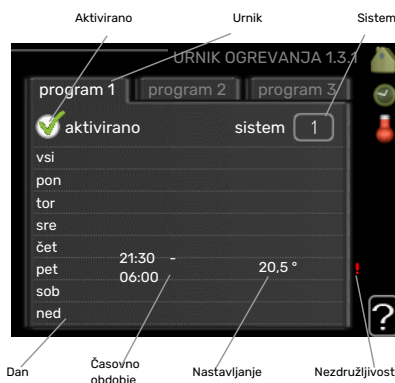 Aktivirano Urnik Sistem
URNIK OGREVANJA 1.3.1
program 1 program 2 program 3
aktivirano sistem 1
vsi
pon
tor
sre
čet
21:30 -
pet 20,5 °
06:00
sob
ned
!
?
Dan Časovno obdobje Nastavljanje Nezdružljivost